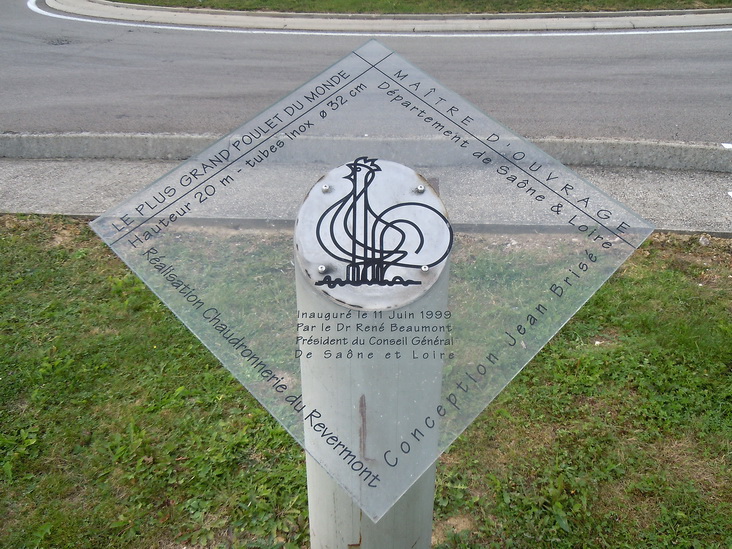 LE PLUS GRAND POULET DU MONDE
Hauteur 20 m - tubes Inox ø 32 cm
MAÎTRE D'OUVRAGE
Département de Saône & Loire
Inauguré le 11 Juin 1999
Par le Dr René Beaumont
Président du Conseil Général
De Saône et Loire
Réalisation Chaudronnerie du Revermont
Conception Jean Brisé